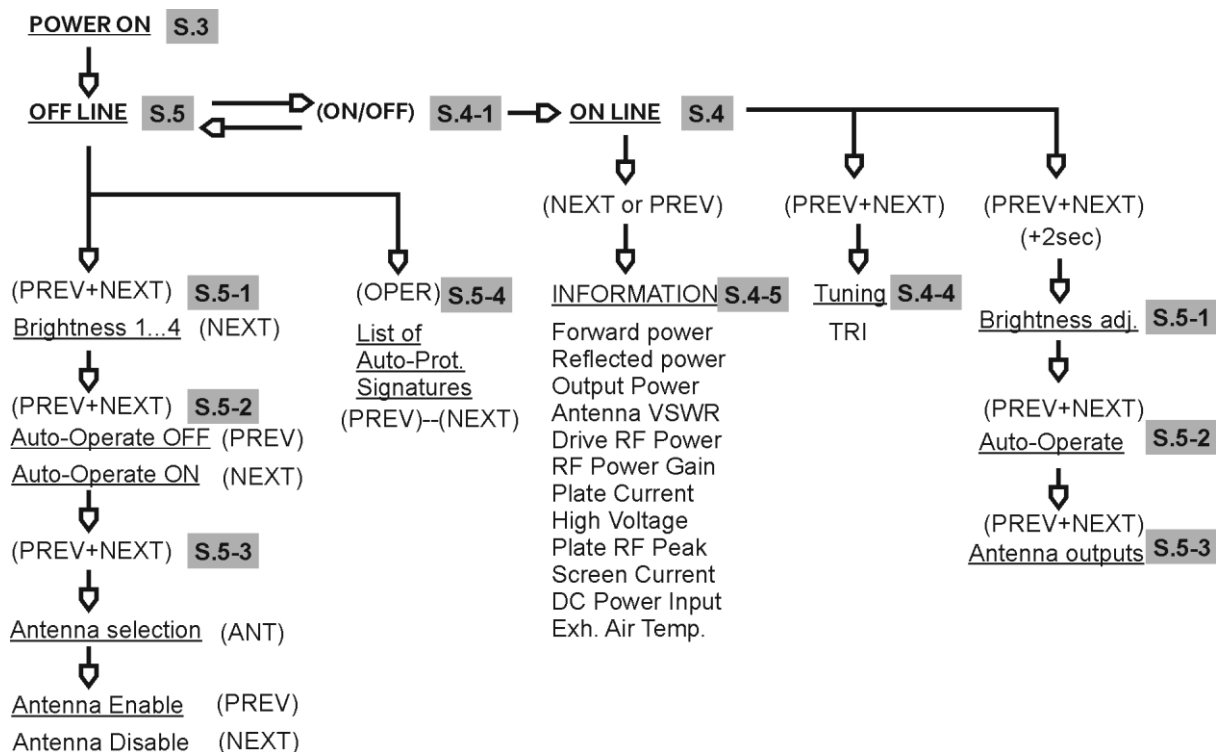 POWER ON S.3
OFF LINE S.5 (ON/OFF) S.4-1 ON LINE S.4
(NEXT or PREV) (PREV+NEXT) (PREV+NEXT)
(+2sec)
(PREV+NEXT) S.5-1
Brightness 1...4 (NEXT)
(PREV+NEXT) S.5-2
Auto-Operate OFF (PREV)
Auto-Operate ON (NEXT)
(PREV+NEXT) S.5-3
Antenna selection (ANT)
Antenna Enable (PREV)
Antenna Disable (NEXT)
(OPER) S.5-4
List of
Auto-Prot.
Signatures
(PREV)--(NEXT)
INFORMATION S.4-5
Forward power
Reflected power
Output Power
Antenna VSWR
Drive RF Power
RF Power Gain
Plate Current
High Voltage
Plate RF Peak
Screen Current
DC Power Input
Exh. Air Temp.
Tuning S.4-4
TRI
Brightness adj. S.5-1
(PREV+NEXT)
Auto-Operate S.5-2
(PREV+NEXT)
Antenna outputs S.5-3